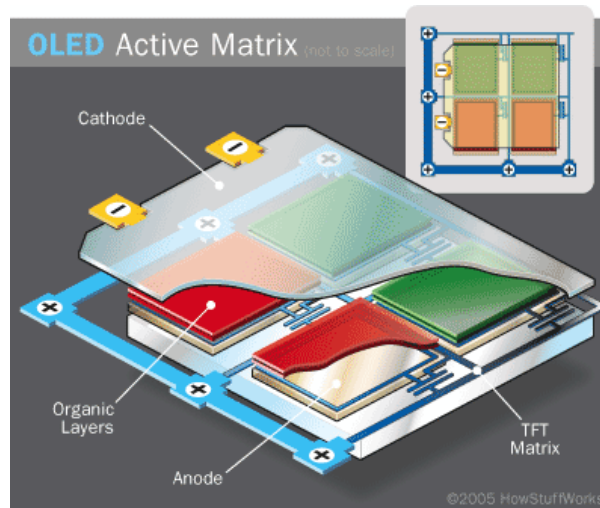 OLED Active Matrix (not to scale)
Cathode
Organic
Layers
Anode
TFT
Matrix
©2005 HowStuffWorks